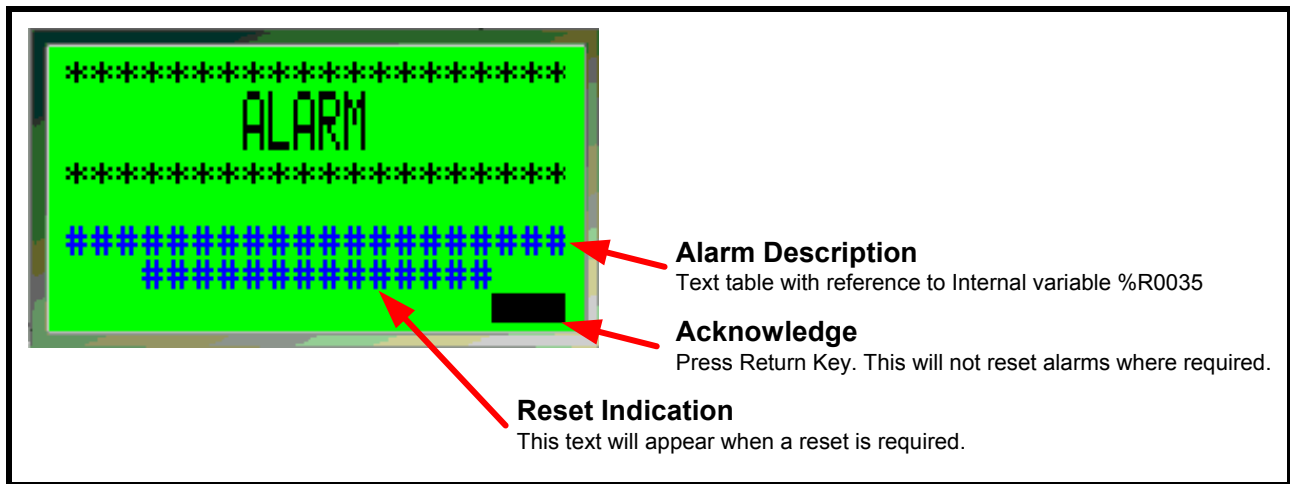 ********************
ALARM
********************
####################
##############
Alarm Description
Text table with reference to Internal variable %R0035
Acknowledge
Press Return Key. This will not reset alarms where required.
Reset Indication
This text will appear when a reset is required.